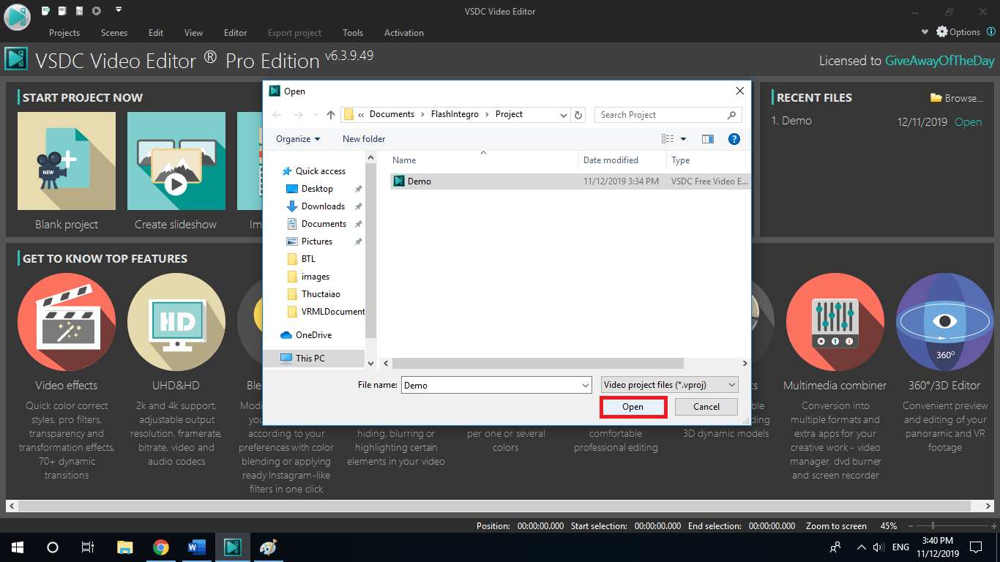 VSDC Video Editor
Projects Scenes Edit View Editor Export project Tools Activation
Options
VSDC Video Editor ® Pro Edition v6.3.9.49
Licensed to GiveAwayOfTheDay
START PROJECT NOW
NEW
Blank project
Create slideshow
Im
RECENT FILES
Browse...
1. Demo 12/11/2019 Open
Open
« Documents › FlashIntegro › Project
Search Project
Organize
New folder
Name Date modified Type
Quick access
Desktop
Downloads
Documents
Pictures
BTL
images
Thuctaiao
VRMLDocument
OneDrive
This PC
Demo 11/12/2019 3:34 PM VSDC Free Video E...
File name: Demo
Video project files (*.vproj)
Open
Cancel
GET TO KNOW TOP FEATURES
Video effects
Quick color correct
styles, pro filters,
transparency and
transformation effects,
70+ dynamic
transitions
HD
UHD&HD
2k and 4k support,
adjustable output
resolution, framerate,
bitrate, video and
audio codecs
Ble
Modi
you
according to your
preferences with color
blending or applying
ready Instagram-like
filters in one click
hiding, blurring or
highlighting certain
elements in your video
per one or several
colors
comfortable
professional editing
ts
ble
ding
3D dynamic models
Multimedia combiner
Conversion into
multiple formats and
extra apps for your
creative work - video
manager, dvd burner
and screen recorder
360°
360°/3D Editor
Convenient preview
and editing of your
panoramic and VR
footage
Position: 00:00:00.000 Start selection: 00:00:00.000 End selection: 00:00:00.000 Zoom to screen 45%
ENG
3:40 PM
11/12/2019